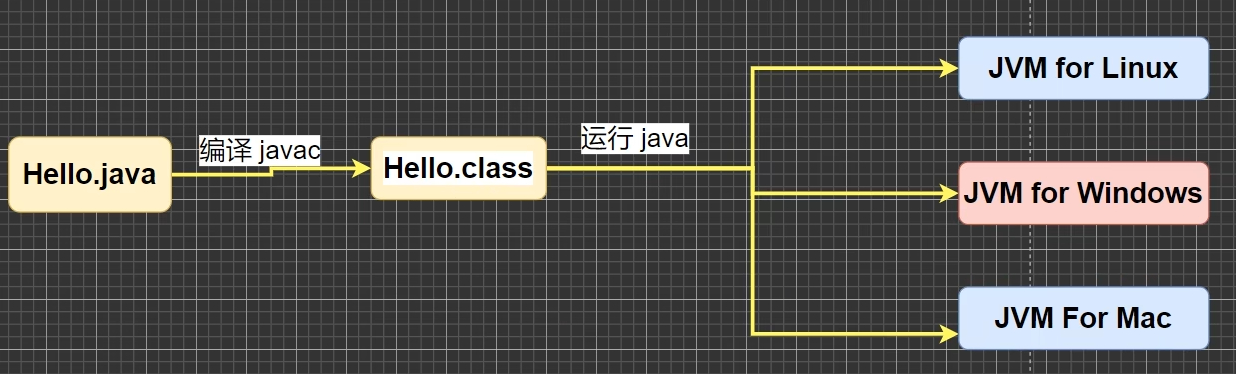 Hello.java
编译 javac
Hello.class
运行 java
JVM for Linux
JVM for Windows
JVM For Mac